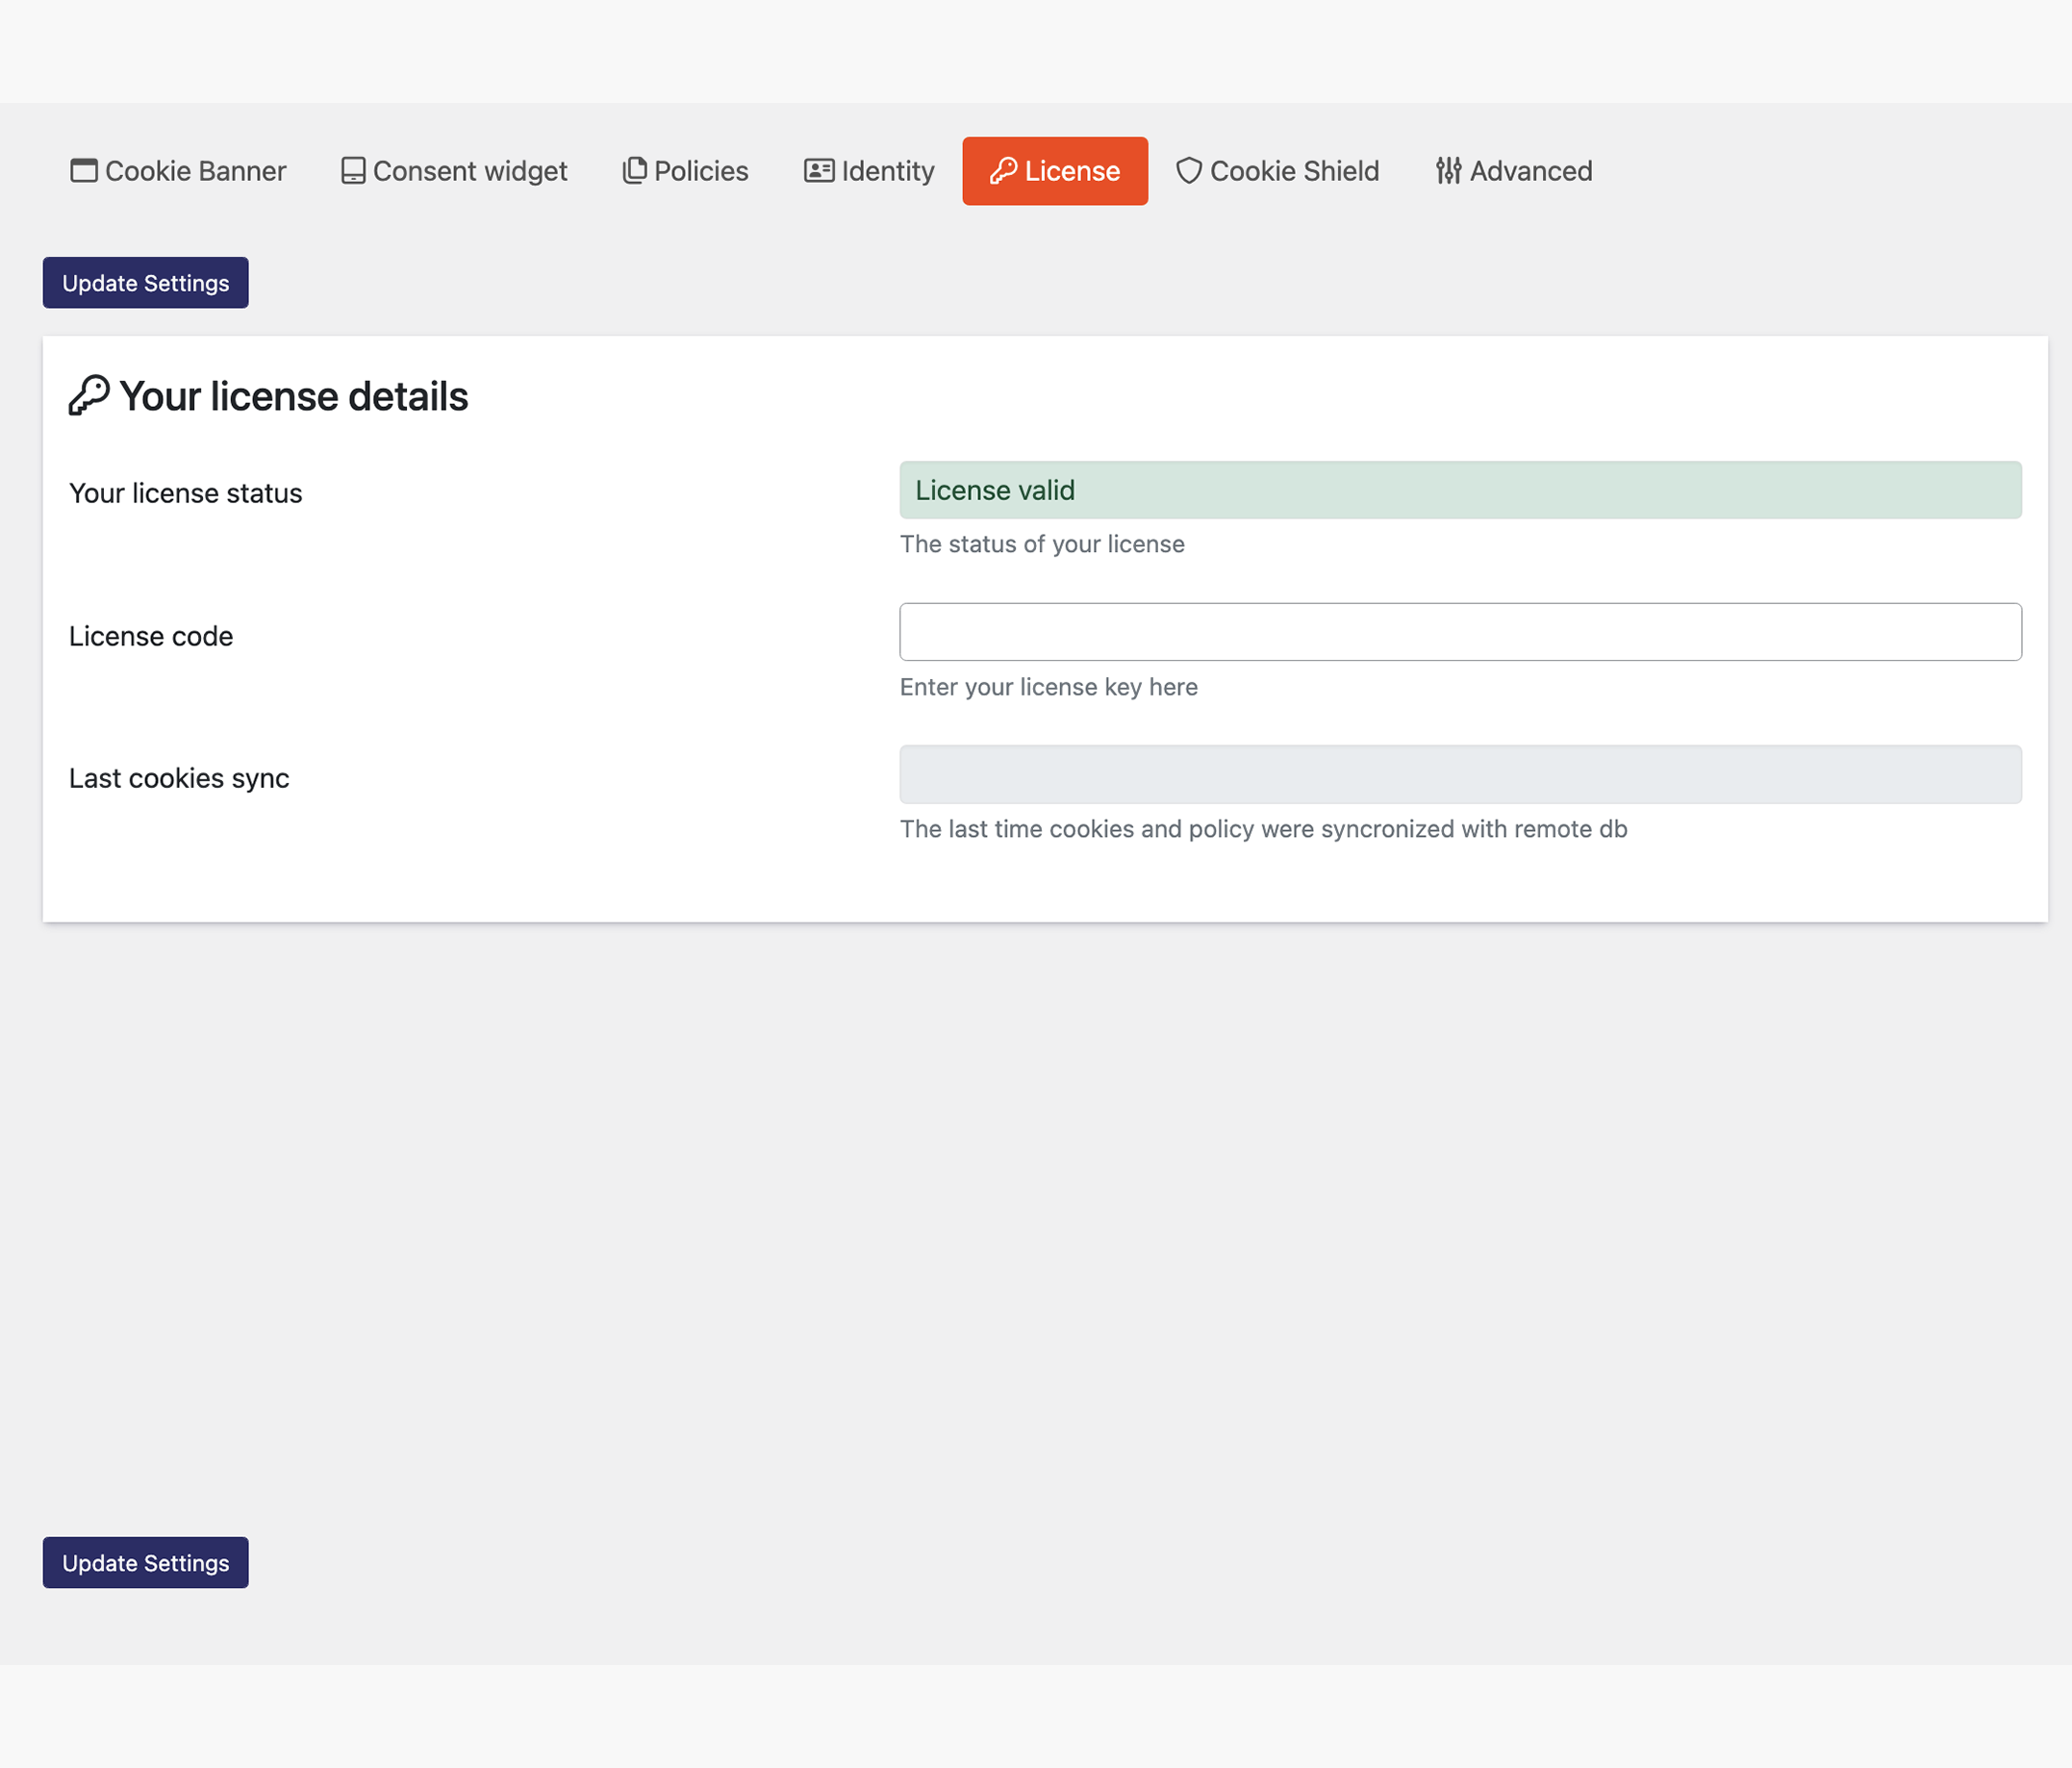 Cookie Banner Consent widget Policies Identity License Cookie Shield Advanced
Update Settings
Your license details
Your license status
License valid
The status of your license
License code
Enter your license key here
Last cookies sync
The last time cookies and policy were syncronized with remote db
Update Settings